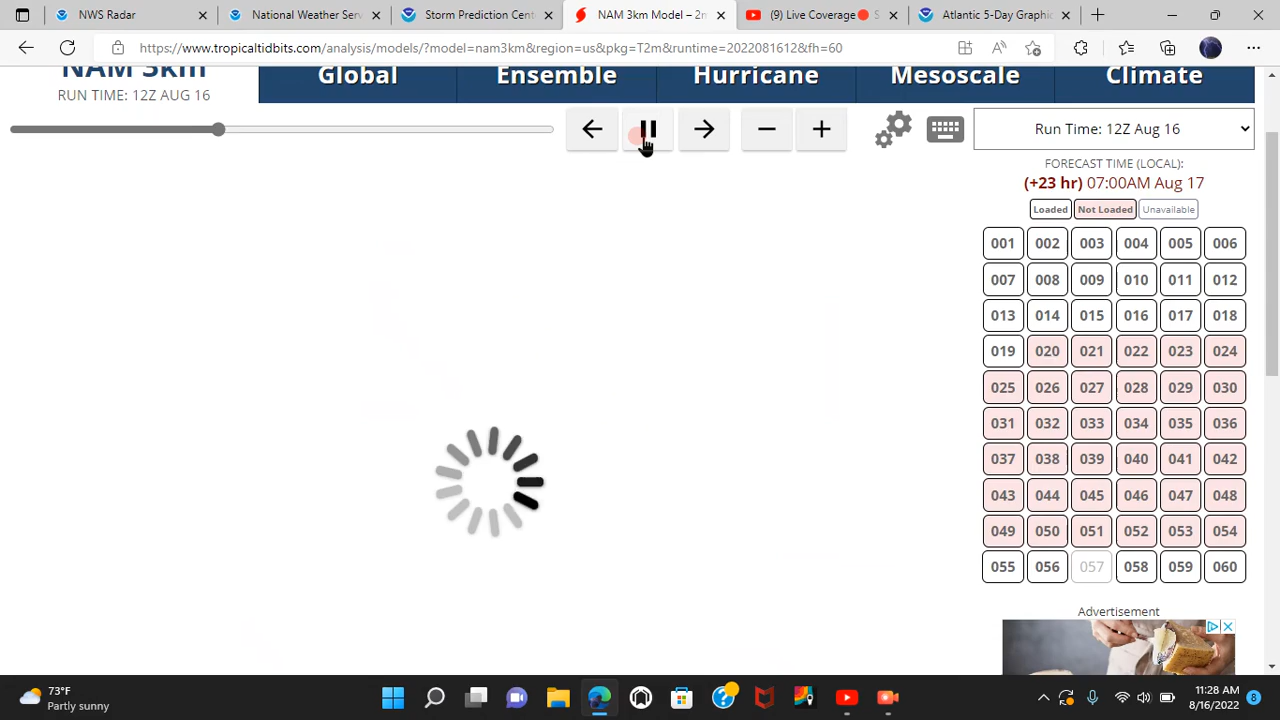 NWS Radar
National Weather Serv
Storm Prediction Cent
NAM 3km Model – 2n
(9) Live Coverage🔴 S
Atlantic 5-Day Graphic
https://www.tropicaltidbits.com/analysis/models/?model=nam3km&region=us&pkg=T2m&runtime=2022081612&fh=60
NAM 3km
Global
Ensemble
Hurricane
Mesoscale
Climate
RUN TIME: 12Z AUG 16
Run Time: 12Z Aug 16
FORECAST TIME (LOCAL):
(+23 hr) 07:00AM Aug 17
Loaded Not Loaded Unavailable
001 002 003 004 005 006
007 008 009 010 011 012
013 014 015 016 017 018
019 020 021 022 023 024
025 026 027 028 029 030
031 032 033 034 035 036
037 038 039 040 041 042
043 044 045 046 047 048
049 050 051 052 053 054
055 056 057 058 059 060
Advertisement
73°F
Partly sunny
11:28 AM
8/16/2022
8